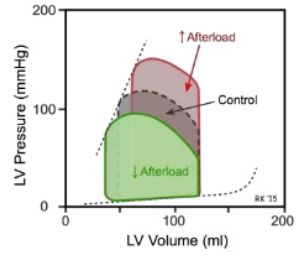 200
100
0
LV Pressure (mmHg)
↑Afterload
Control
↓Afterload
RK '15
0
100
200
LV Volume (ml)